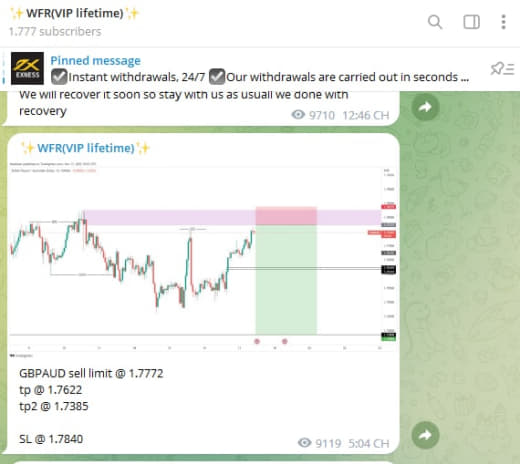 ✨WFR(VIP lifetime)✨
1.777 subscribers
EXNESS
Pinned message
☑Instant withdrawals, 24/7 ☑Our withdrawals are carried out in seconds ...
We will recover it soon so stay with us as usuall we done with
recovery
9710 12:46 CH
✨WFR(VIP lifetime)✨
GBPAUD sell limit @ 1.7772
tp @ 1.7622
tp2 @ 1.7385
SL @ 1.7840
9119 5:04 CH